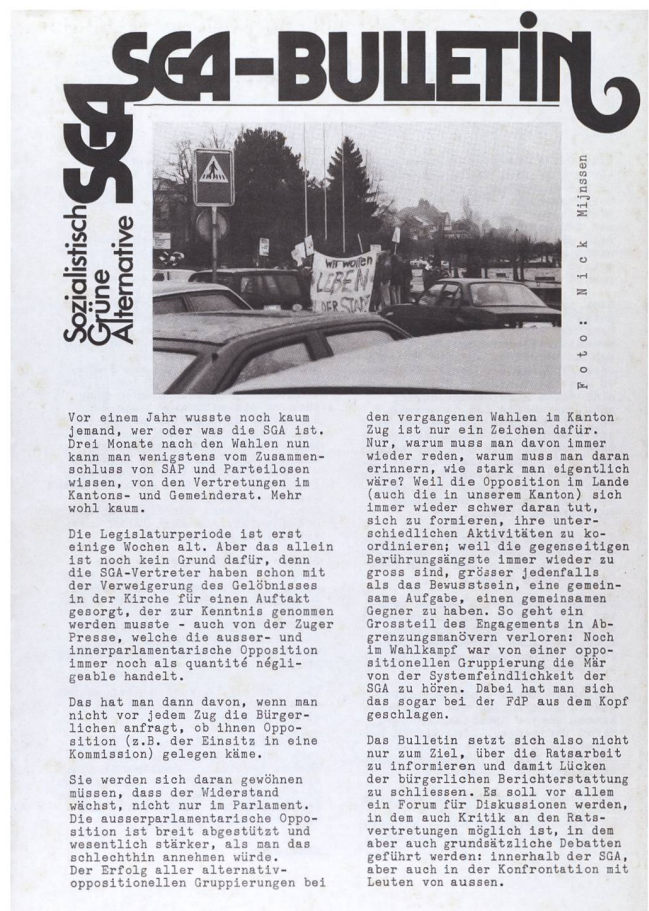 SGA-BULLETIN
SGA
Sozialistisch
Grüne
Alternative
wir wollen
LEBEN
DER STADT
Foto: Nick Mijnssen
Vor einem Jahr wusste noch kaum
jemand, wer oder was die SGA ist.
Drei Monate nach den Wahlen nun
kann man wenigstens vom Zusammen-
schluss von SAP und Parteilosen
wissen, von den Vertretungen im
Kantons- und Gemeinderat. Mehr
wohl kaum.
Die Legislaturperiode ist erst
einige Wochen alt. Aber das allein
ist noch kein Grund dafür, denn
die SGA-Vertreter haben schon mit
der Verweigerung des Gelöbnisses
in der Kirche für einen Auftakt
gesorgt, der zur Kenntnis genommen
werden musste - auch von der Zuger
Presse, welche die ausser- und
innerparlamentarische Opposition
immer noch als quantité négli-
geable handelt.
Das hat man dann davon, wenn man
nicht vor jedem Zug die Bürger-
lichen anfragt, ob ihnen Oppo-
sition (z.B. der Einsitz in eine
Kommission) gelegen käme.
Sie werden sich daran gewöhnen
müssen, dass der Widerstand
wächst, nicht nur im Parlament.
Die ausserparlamentarische Oppo-
sition ist breit abgestützt und
wesentlich stärker, als man das
schlechthin annehmen würde.
Der Erfolg aller alternativ-
oppositionellen Gruppierungen bei
den vergangenen Wahlen im Kanton
Zug ist nur ein Zeichen dafür.
Nur, warum muss man davon immer
wieder reden, warum muss man daran
erinnern, wie stark man eigentlich
wäre? Weil die Opposition im Lande
(auch die in unserem Kanton) sich
immer wieder schwer daran tut,
sich zu formieren, ihre unter-
schiedlichen Aktivitäten zu ko-
ordinieren; weil die gegenseitigen
Berührungsängste immer wieder zu
gross sind, grösser jedenfalls
als das Bewusstsein, eine gemein-
same Aufgabe, einen gemeinsamen
Gegner zu haben. So geht ein
Grossteil des Engagements in Ab-
grenzungsmanövern verloren: Noch
im Wahlkampf war von einer oppo-
sitionellen Gruppierung die Mär
von der Systemfeindlichkeit der
SGA zu hören. Dabei hat man sich
das sogar bei der FdP aus dem Kopf
geschlagen.
Das Bulletin setzt sich also nicht
nur zum Ziel, über die Ratsarbeit
zu informieren und damit Lücken
der bürgerlichen Berichterstattung
zu schliessen. Es soll vor allem
ein Forum für Diskussionen werden,
in dem auch Kritik an den Rats-
vertretungen möglich ist, in dem
aber auch grundsätzliche Debatten
geführt werden: innerhalb der SGA,
aber auch in der Konfrontation mit
Leuten von aussen.